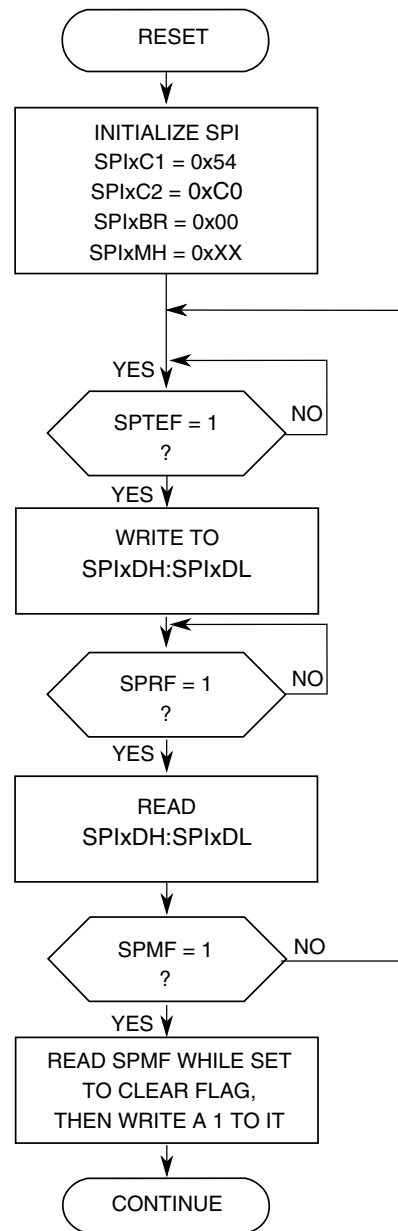 RESET
INITIALIZE SPI
SPIxC1 = 0x54
SPIxC2 = 0xC0
SPIxBR = 0x00
SPIxMH = 0xXX
YES
SPTEF = 1
?
NO
YES
WRITE TO
SPIxDH:SPIxDL
SPRF = 1
?
NO
YES
READ
SPIxDH:SPIxDL
SPMF = 1
?
NO
YES
READ SPMF WHILE SET
TO CLEAR FLAG,
THEN WRITE A 1 TO IT
CONTINUE